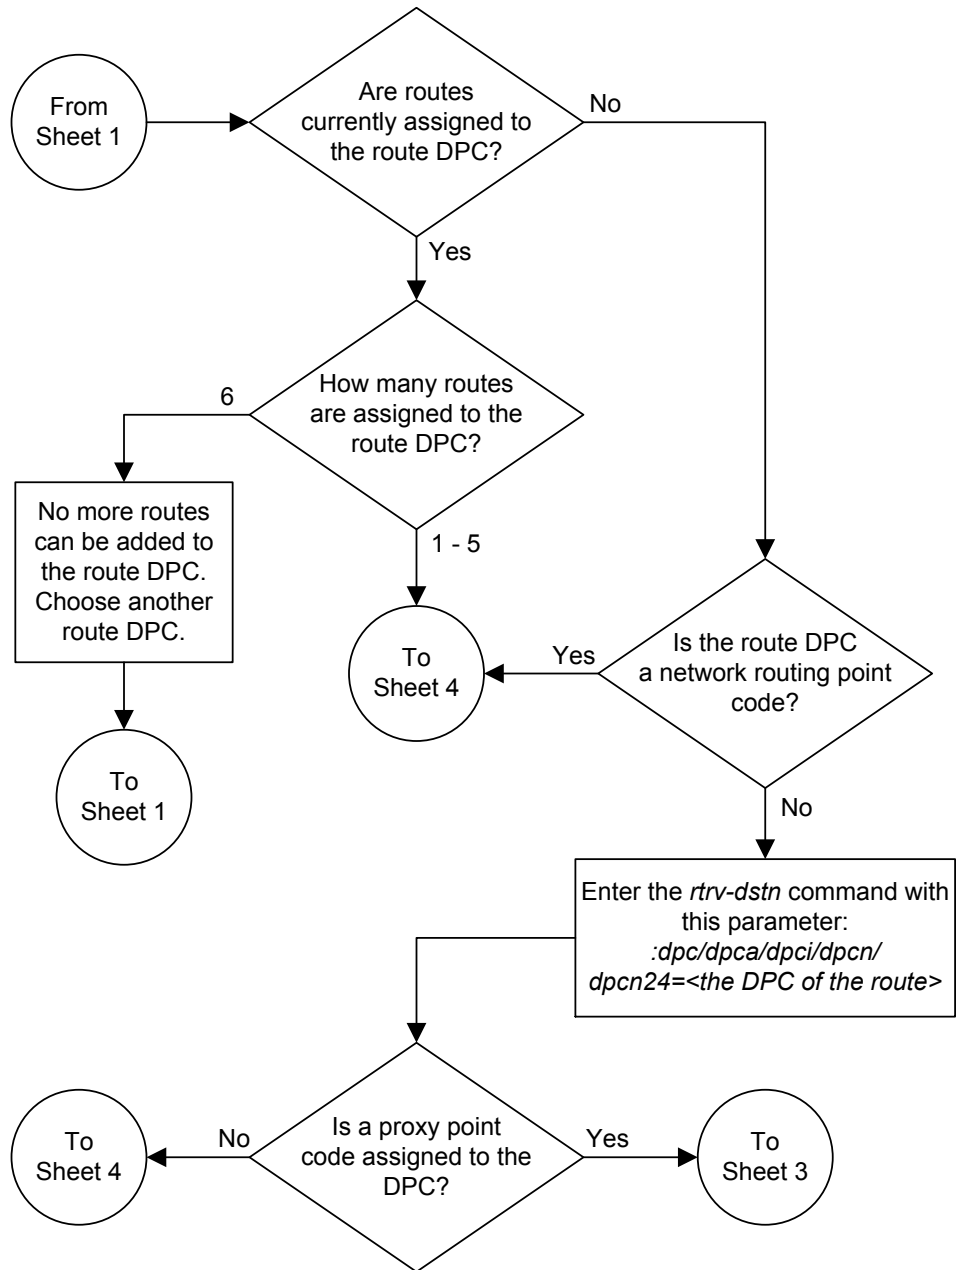 From
Sheet 1
Are routes
currently assigned to
the route DPC?
No
Yes
How many routes
are assigned to the
route DPC?
6
1 - 5
No more routes
can be added to
the route DPC.
Choose another
route DPC.
To
Sheet 1
To
Sheet 4
Yes
Is the route DPC
a network routing point
code?
No
Enter the rtrv-dstn command with
this parameter:
:dpc/dpca/dpci/dpcn/
dpcn24=<the DPC of the route>
Is a proxy point
code assigned to the
DPC?
No
To
Sheet 4
Yes
To
Sheet 3